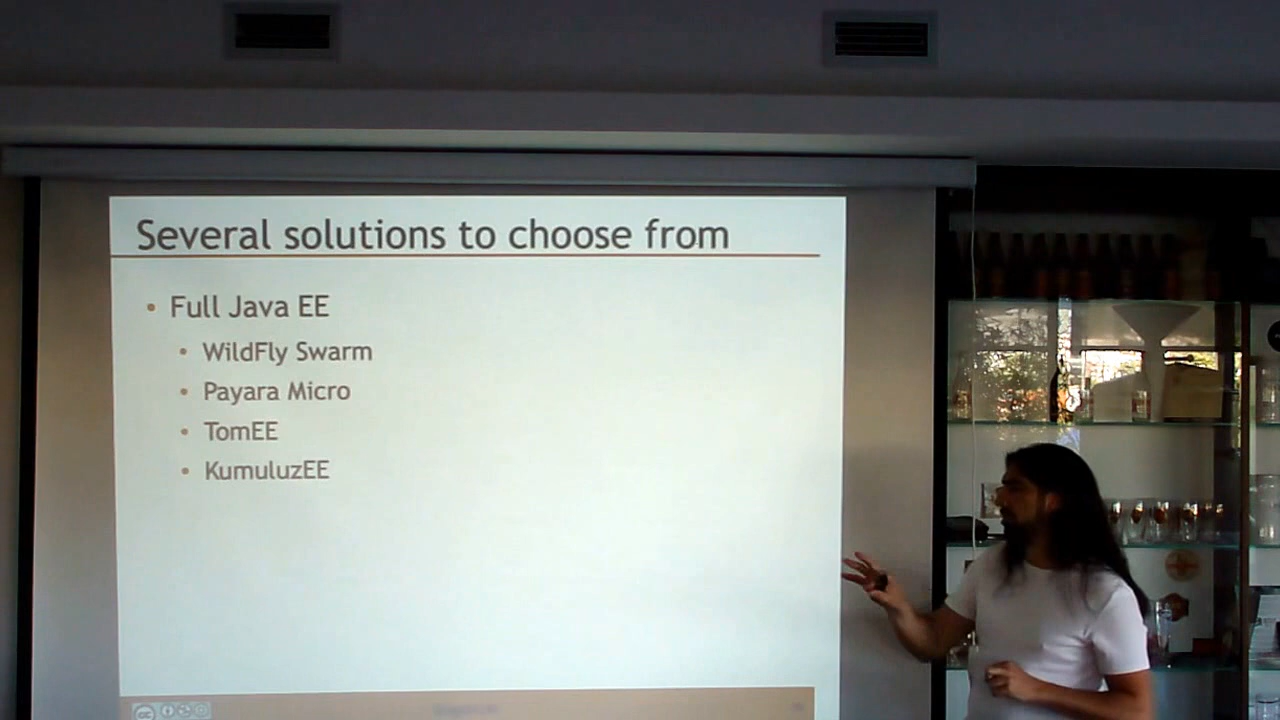 Several solutions to choose from
• Full Java EE
• WildFly Swarm
• Payara Micro
• TomEE
• KumuluzEE